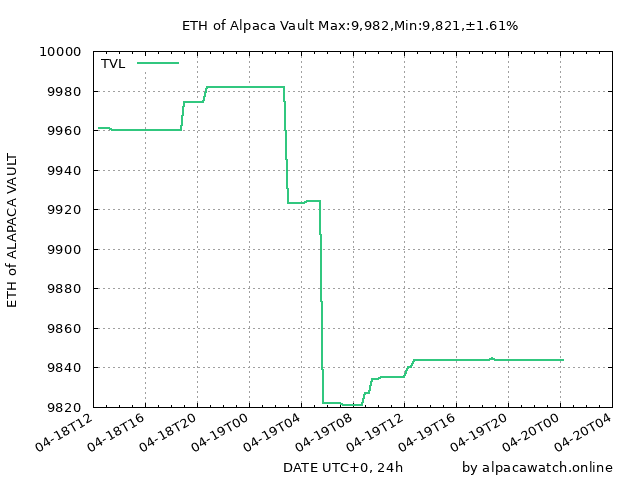 ETH of Alpaca Vault Max:9,982,Min:9,821,±1.61%
TVL
ETH of ALAPACA VAULT
10000
9980
9960
9940
9920
9900
9880
9860
9840
9820
04-18T12
04-18T16
04-18T20
04-19T00
04-19T04
04-19T08
04-19T12
04-19T16
04-19T20
04-20T00
04-20T04
DATE UTC+0, 24h
by alpacawatch.online